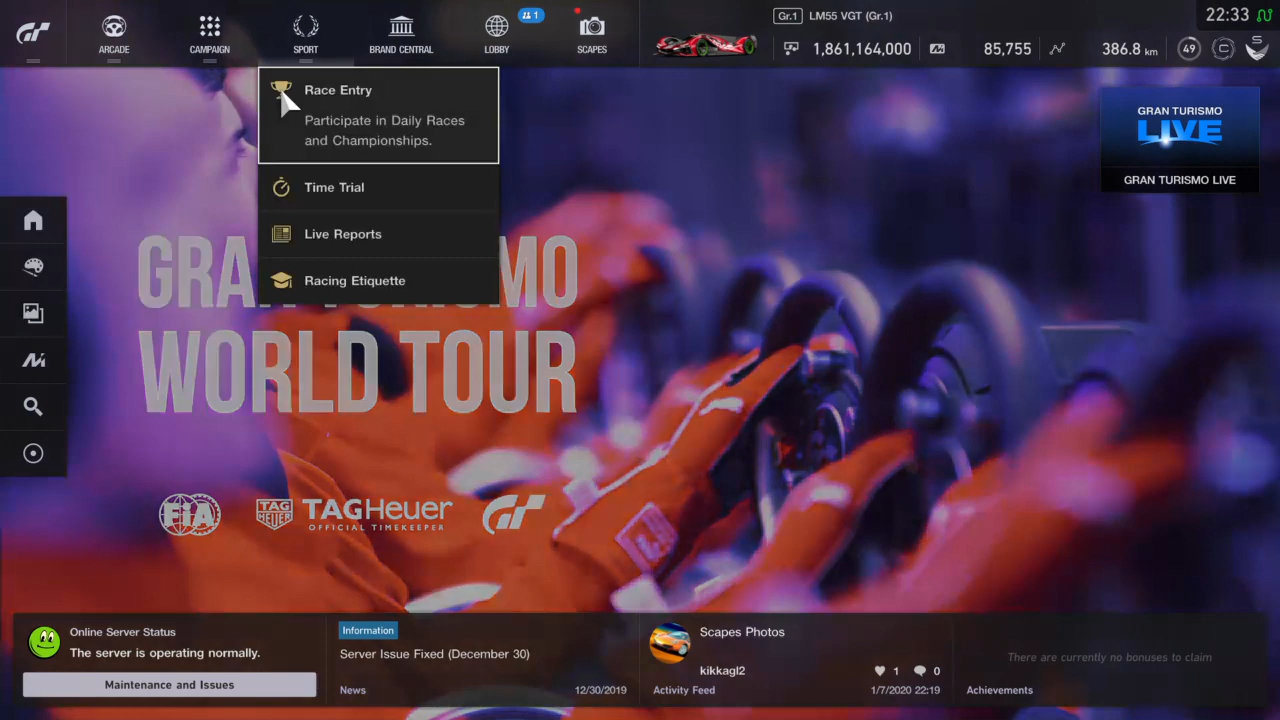 ARCADE
CAMPAIGN
SPORT
BRAND CENTRAL
LOBBY
1
SCAPES
Gr.1 LM55 VGT (Gr.1)
22:33
1,861,164,000
85,755
386.8 km
49
C
S
Race Entry
Participate in Daily Races
and Championships.
Time Trial
Live Reports
Racing Etiquette
GRAN TURISMO
LIVE
GRAN TURISMO LIVE
GRAN TURISMO
WORLD TOUR
FiA
TAG
HEUER
TAGHeuer
OFFICIAL TIMEKEEPER
GT
Online Server Status
The server is operating normally.
Maintenance and Issues
Information
Server Issue Fixed (December 30)
News
12/30/2019
Scapes Photos
kikkagl2
1
0
Activity Feed
1/7/2020 22:19
There are currently no bonuses to claim
Achievements